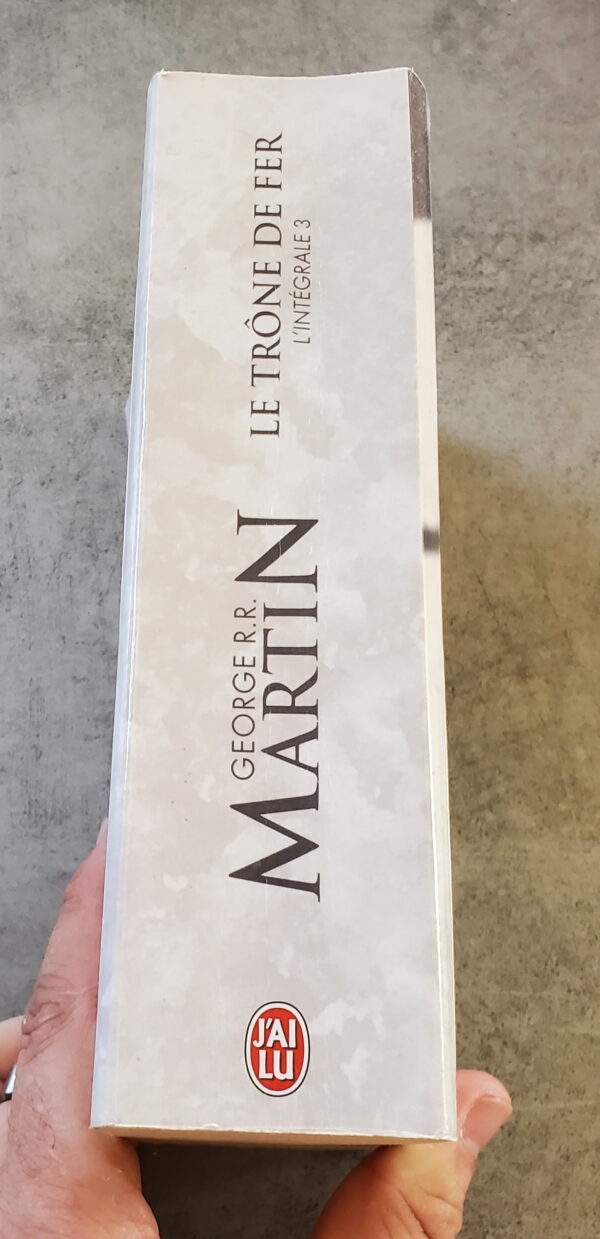 GEORGE R.R.
MARTIN
LE TRÔNE DE FER
L'INTÉGRALE 3
J'AI
LU